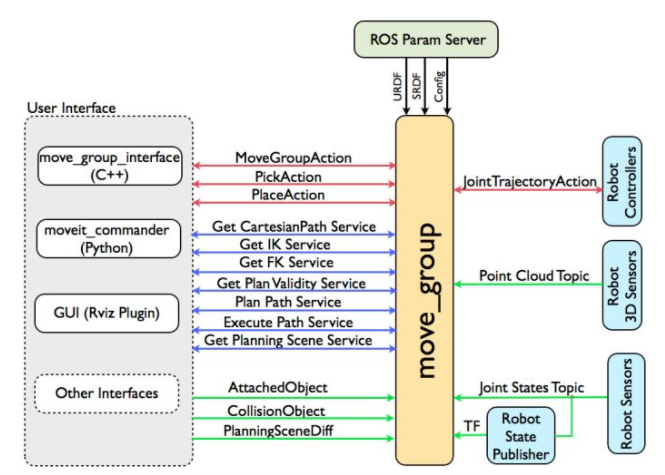 ROS Param Server
URDF
SRDF
Config
User Interface
move_group_interface
(C++)
moveit_commander
(Python)
GUI (Rviz Plugin)
Other Interfaces
MoveGroupAction
PickAction
PlaceAction
Get CartesianPath Service
Get IK Service
Get FK Service
Get Plan Validity Service
Plan Path Service
Execute Path Service
Get Planning Scene Service
AttachedObject
CollisionObject
PlanningSceneDiff
move_group
JointTrajectoryAction
Robot
Controllers
Point Cloud Topic
Robot
3D Sensors
Joint States Topic
TF
Robot
State
Publisher
Robot Sensors